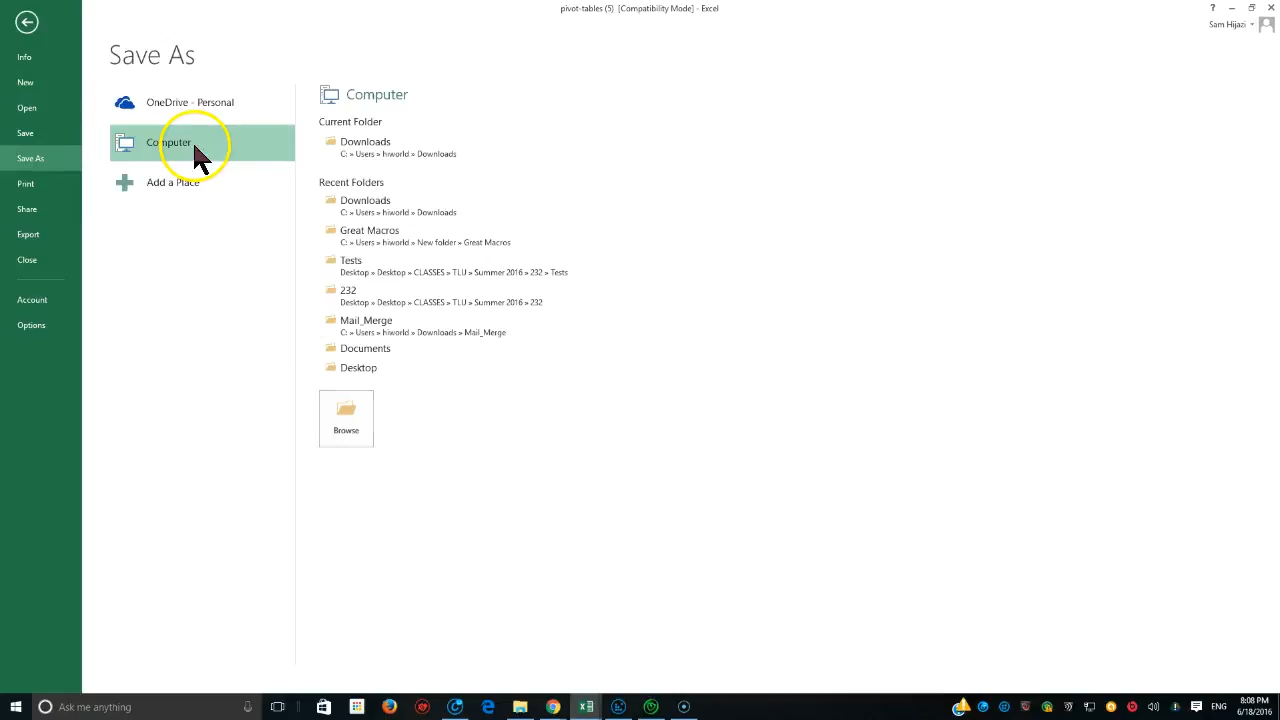 pivot-tables (5) [Compatibility Mode] - Excel
?
Sam Hijazi
Info
New
Open
Save
Save As
Print
Share
Export
Close
Account
Options
Save As
OneDrive - Personal
Computer
Add a Place
Computer
Current Folder
Downloads
C: » Users » hiworld » Downloads
Recent Folders
Downloads
C: » Users » hiworld » Downloads
Great Macros
C: » Users » hiworld » New folder » Great Macros
Tests
Desktop » Desktop » CLASSES » TLU » Summer 2016 » 232 » Tests
232
Desktop » Desktop » CLASSES » TLU » Summer 2016 » 232
Mail_Merge
C: » Users » hiworld » Downloads » Mail_Merge
Documents
Desktop
Browse
Ask me anything
ENG
8:08 PM
6/18/2016